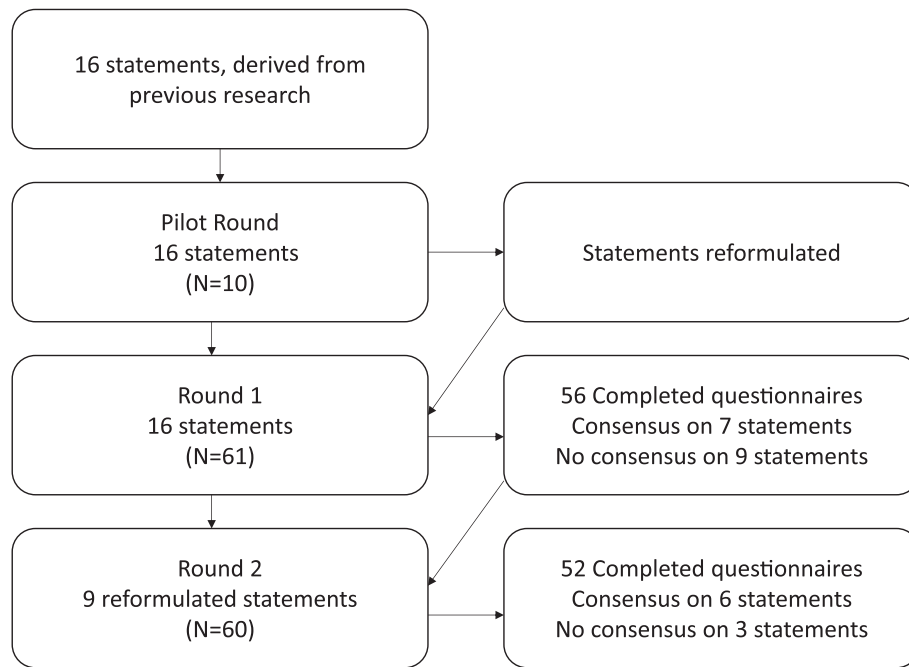 16 statements, derived from
previous research
Pilot Round
16 statements
(N=10)
Statements reformulated
Round 1
16 statements
(N=61)
56 Completed questionnaires
Consensus on 7 statements
No consensus on 9 statements
Round 2
9 reformulated statements
(N=60)
52 Completed questionnaires
Consensus on 6 statements
No consensus on 3 statements